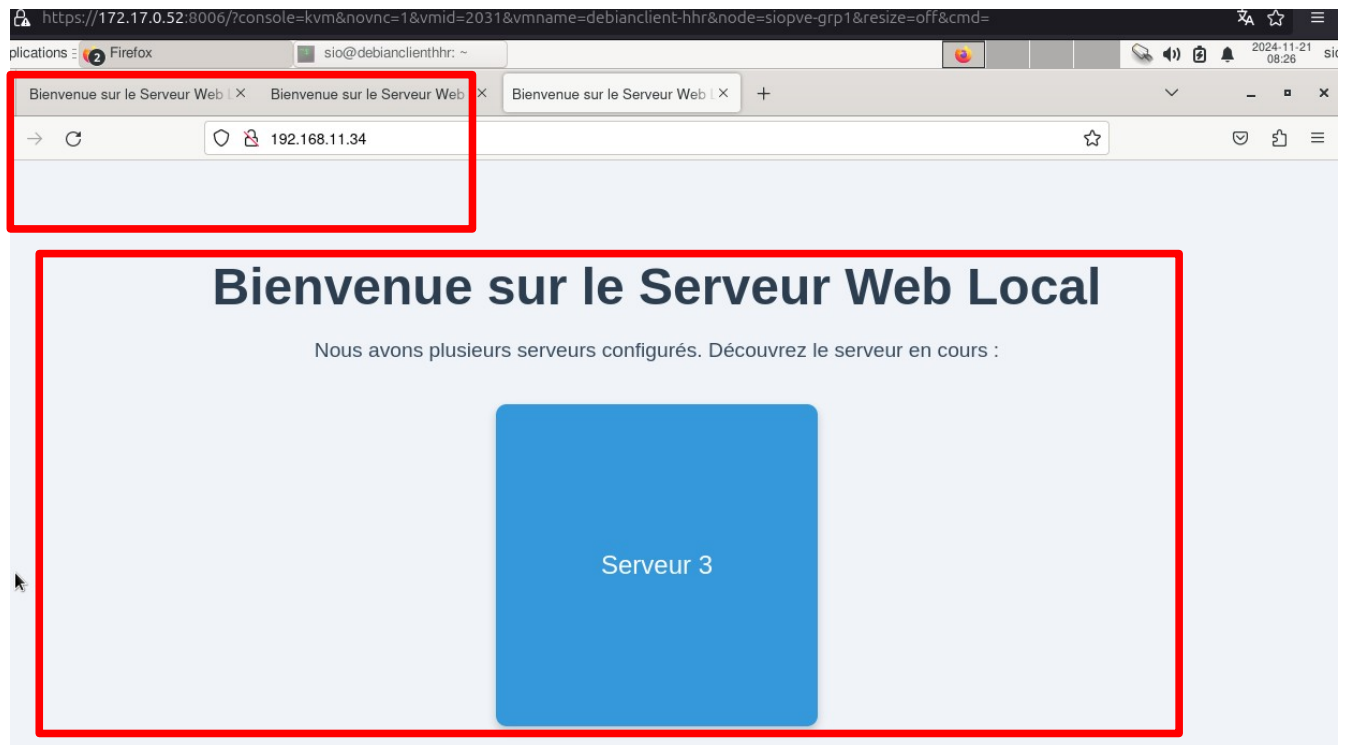 https://172.17.0.52:8006/?console=kvm&novnc=1&vmid=2031&vmname=debianclient-hhr&node=siopve-grp1&resize=off&cmd=
plications 2 Firefox sio@debianclienthhr: ~ 2024-11-21 sio
08:26
Bienvenue sur le Serveur Web L Bienvenue sur le Serveur Web Bienvenue sur le Serveur Web L
192.168.11.34
Bienvenue sur le Serveur Web Local
Nous avons plusieurs serveurs configurés. Découvrez le serveur en cours :
Serveur 3